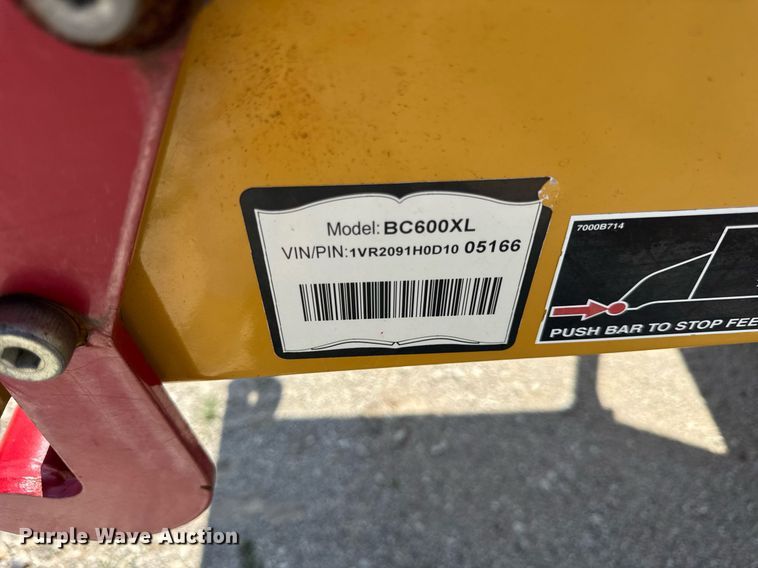 Model: BC600XL
VIN/PIN: 1VR2091H0D10 05166
7000B714
PUSH BAR TO STOP FEE
Purple Wave Auction